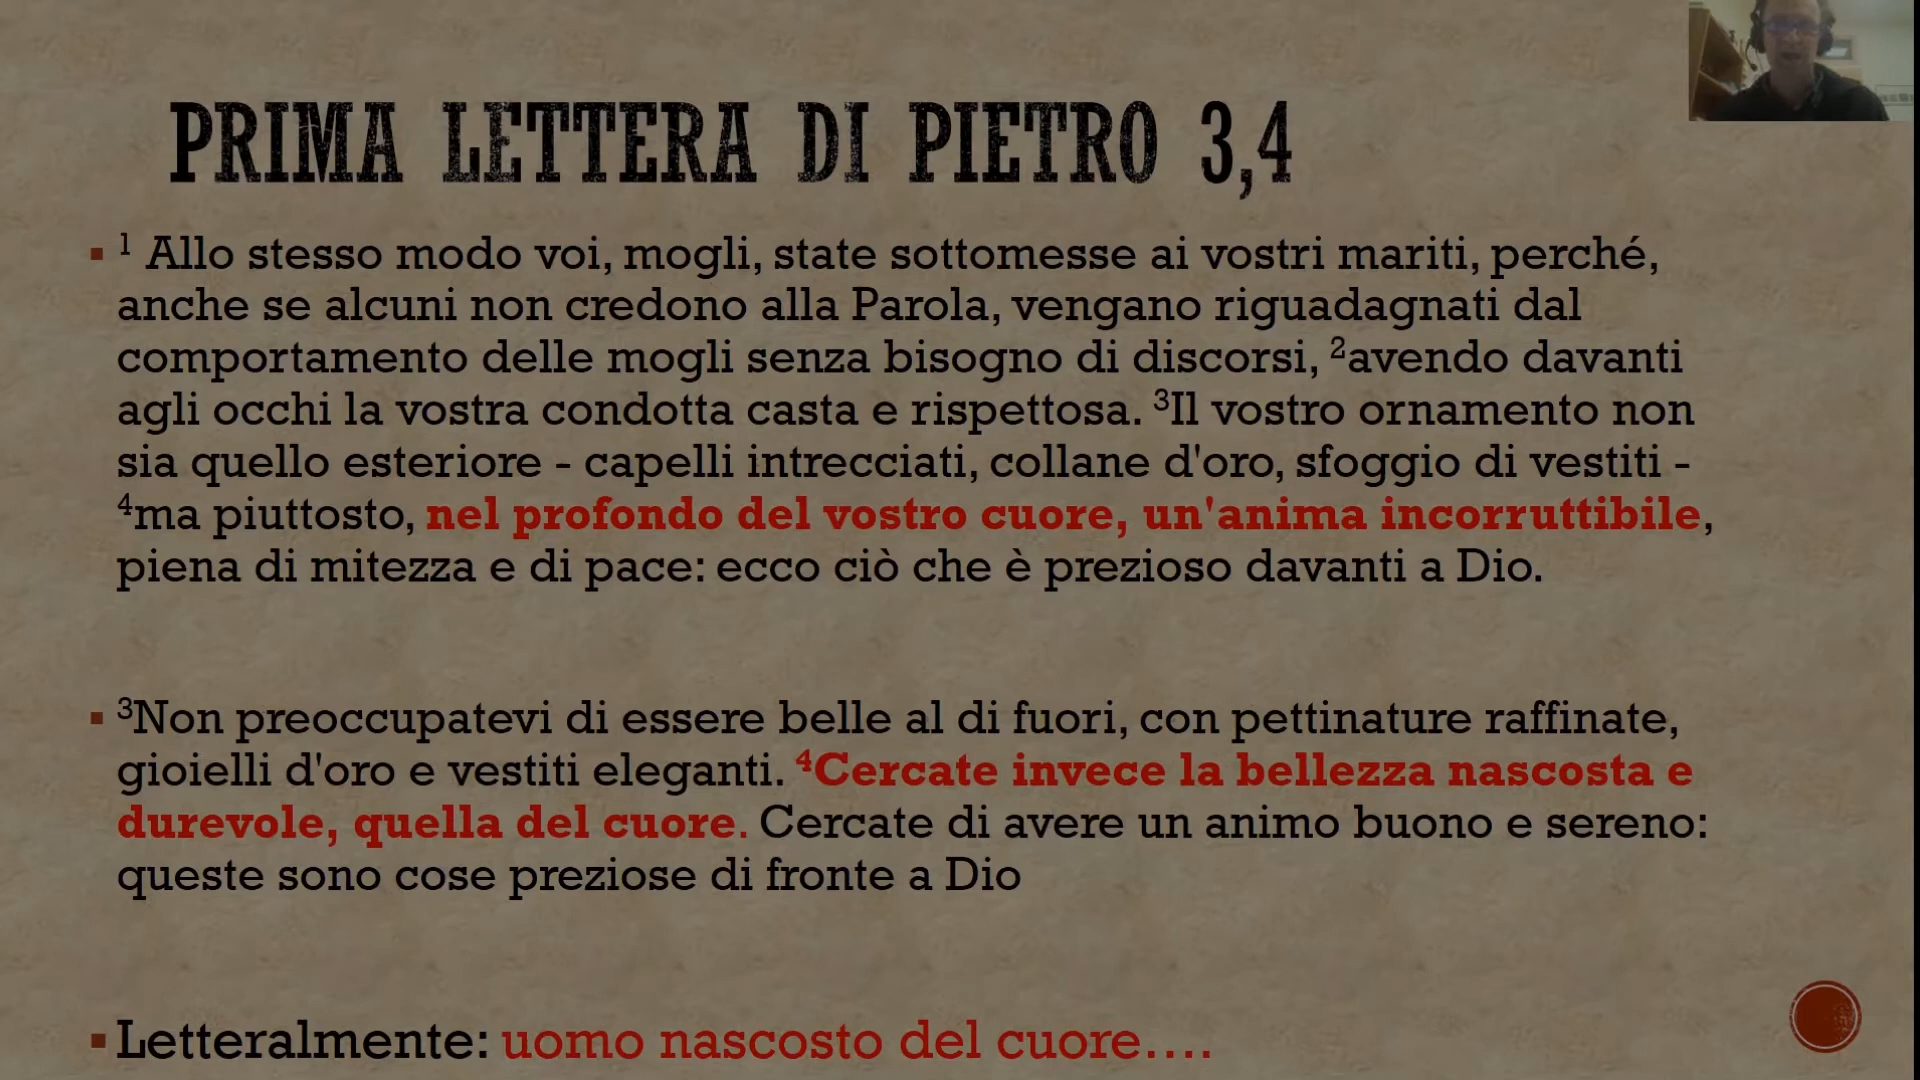 PRIMA LETTERA DI PIETRO 3,4
▪ ¹ Allo stesso modo voi, mogli, state sottomesse ai vostri mariti, perché,
anche se alcuni non credono alla Parola, vengano riguadagnati dal
comportamento delle mogli senza bisogno di discorsi, ²avendo davanti
agli occhi la vostra condotta casta e rispettosa. ³Il vostro ornamento non
sia quello esteriore - capelli intrecciati, collane d'oro, sfoggio di vestiti -
⁴ma piuttosto, nel profondo del vostro cuore, un'anima incorruttibile,
piena di mitezza e di pace: ecco ciò che è prezioso davanti a Dio.
▪ ³Non preoccupatevi di essere belle al di fuori, con pettinature raffinate,
gioielli d'oro e vestiti eleganti. ⁴Cercate invece la bellezza nascosta e
durevole, quella del cuore. Cercate di avere un animo buono e sereno:
queste sono cose preziose di fronte a Dio
▪ Letteralmente: uomo nascosto del cuore....